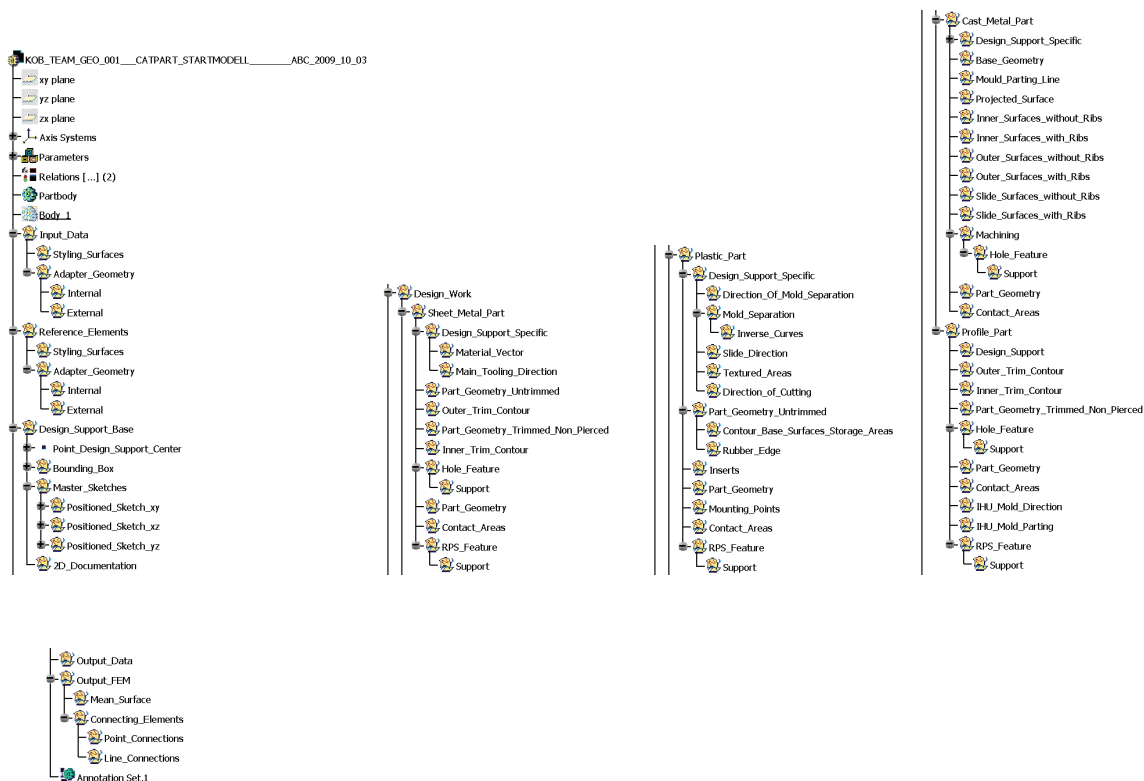 KOB_TEAM_GEO_001___CATPART_STARTMODELL________ABC_2009_10_03
xy plane
yz plane
zx plane
Axis Systems
Parameters
Relations [...] (2)
Partbody
Body_1
Input_Data
Styling_Surfaces
Adapter_Geometry
Internal
External
Reference_Elements
Styling_Surfaces
Adapter_Geometry
Internal
External
Design_Support_Base
Point_Design_Support_Center
Bounding_Box
Master_Sketches
Positioned_Sketch_xy
Positioned_Sketch_xz
Positioned_Sketch_yz
2D_Documentation
Design_Work
Sheet_Metal_Part
Design_Support_Specific
Material_Vector
Main_Tooling_Direction
Part_Geometry_Untrimmed
Outer_Trim_Contour
Part_Geometry_Trimmed_Non_Pierced
Inner_Trim_Contour
Hole_Feature
Support
Part_Geometry
Contact_Areas
RPS_Feature
Support
Plastic_Part
Design_Support_Specific
Direction_Of_Mold_Separation
Mold_Separation
Inverse_Curves
Slide_Direction
Textured_Areas
Direction_of_Cutting
Part_Geometry_Untrimmed
Contour_Base_Surfaces_Storage_Areas
Rubber_Edge
Inserts
Part_Geometry
Mounting_Points
Contact_Areas
RPS_Feature
Support
Cast_Metal_Part
Design_Support_Specific
Base_Geometry
Mould_Parting_Line
Projected_Surface
Inner_Surfaces_without_Ribs
Inner_Surfaces_with_Ribs
Outer_Surfaces_without_Ribs
Outer_Surfaces_with_Ribs
Slide_Surfaces_without_Ribs
Slide_Surfaces_with_Ribs
Machining
Hole_Feature
Support
Part_Geometry
Contact_Areas
Profile_Part
Design_Support
Outer_Trim_Contour
Inner_Trim_Contour
Part_Geometry_Trimmed_Non_Pierced
Hole_Feature
Support
Part_Geometry
Contact_Areas
IHU_Mold_Direction
IHU_Mold_Parting
RPS_Feature
Support
Output_Data
Output_FEM
Mean_Surface
Connecting_Elements
Point_Connections
Line_Connections
Annotation Set.1